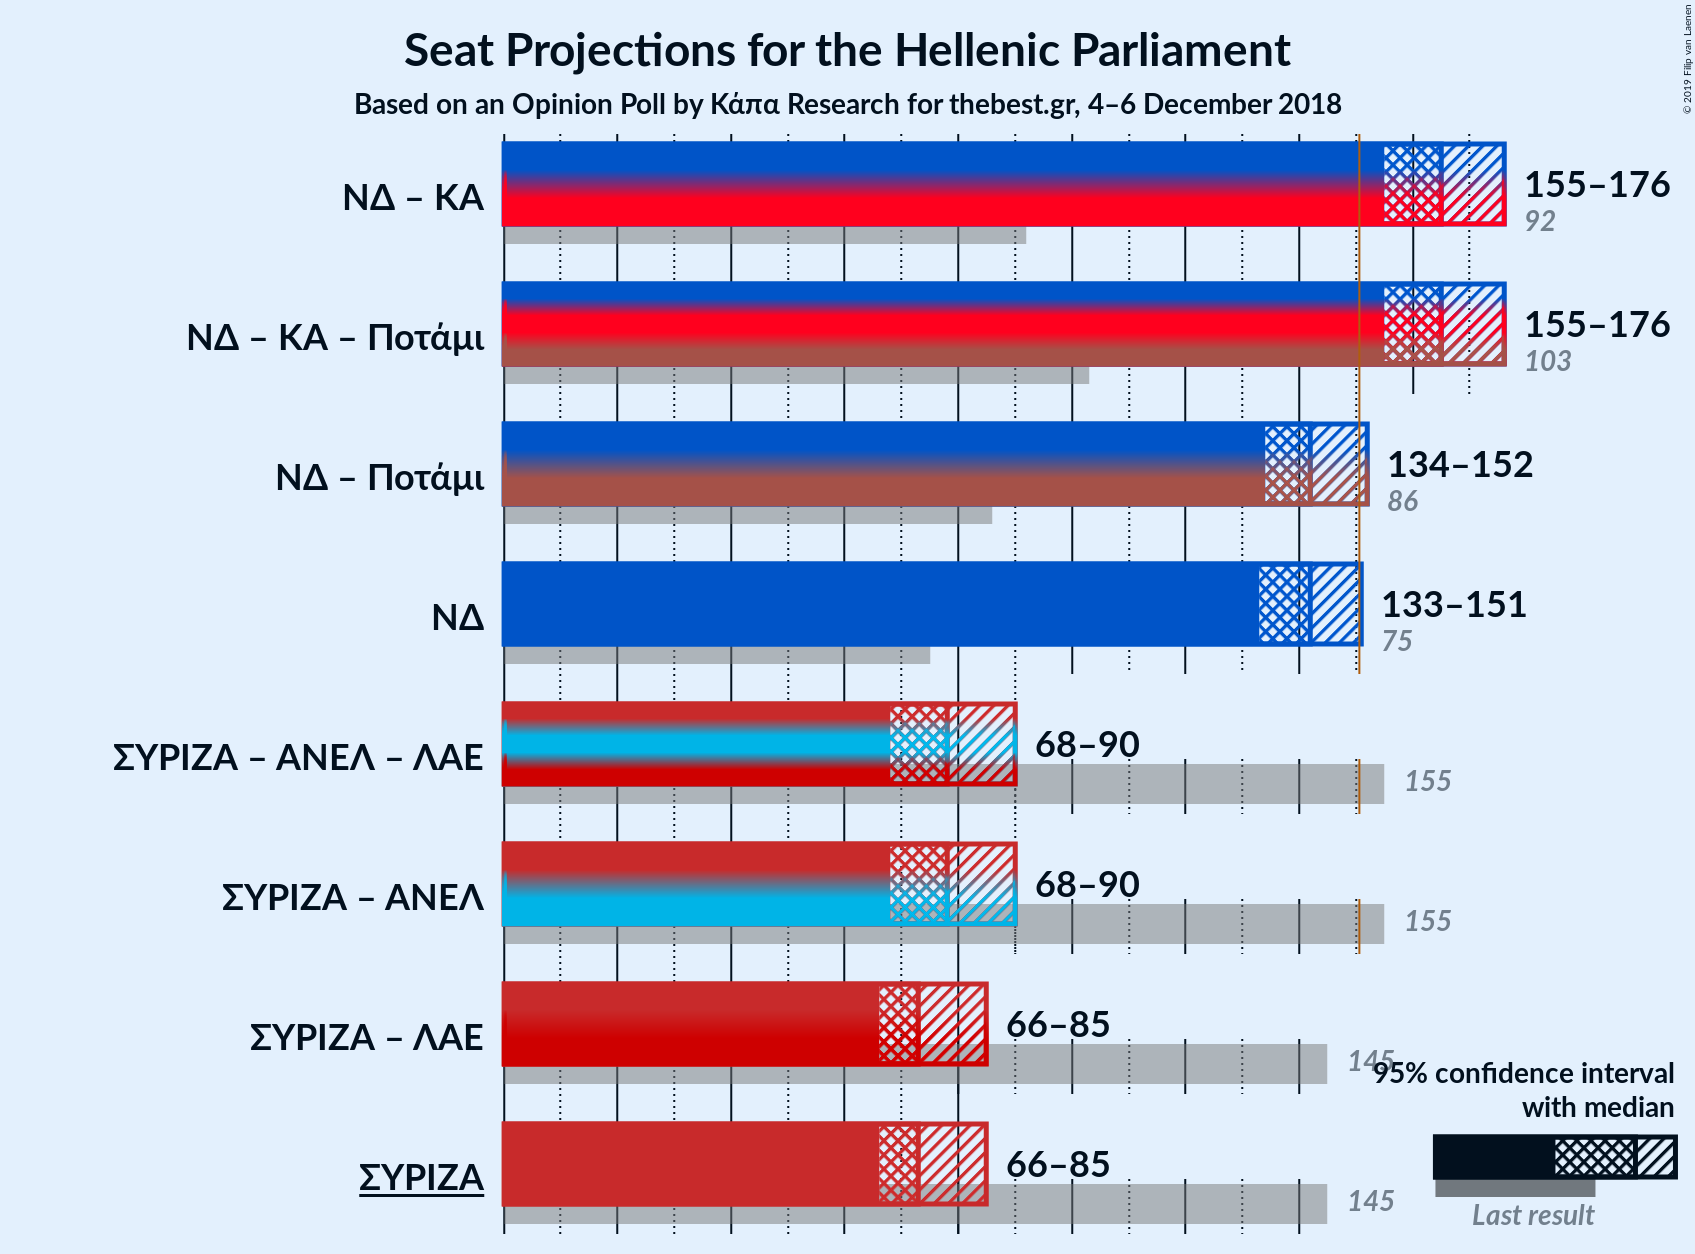 Seat Projections for the Hellenic Parliament
Based on an Opinion Poll by Κάπα Research for thebest.gr, 4–6 December 2018
© 2019 Filip van Laenen
ΝΔ – ΚΑ
155–176
92
ΝΔ – ΚΑ – Ποτάμι
155–176
103
ΝΔ – Ποτάμι
134–152
86
ΝΔ
133–151
75
ΣΥΡΙΖΑ – ΑΝΕΛ – ΛΑΕ
68–90
155
ΣΥΡΙΖΑ – ΑΝΕΛ
68–90
155
ΣΥΡΙΖΑ – ΛΑΕ
66–85
145
ΣΥΡΙΖΑ
66–85
145
95% confidence interval
with median
Last result